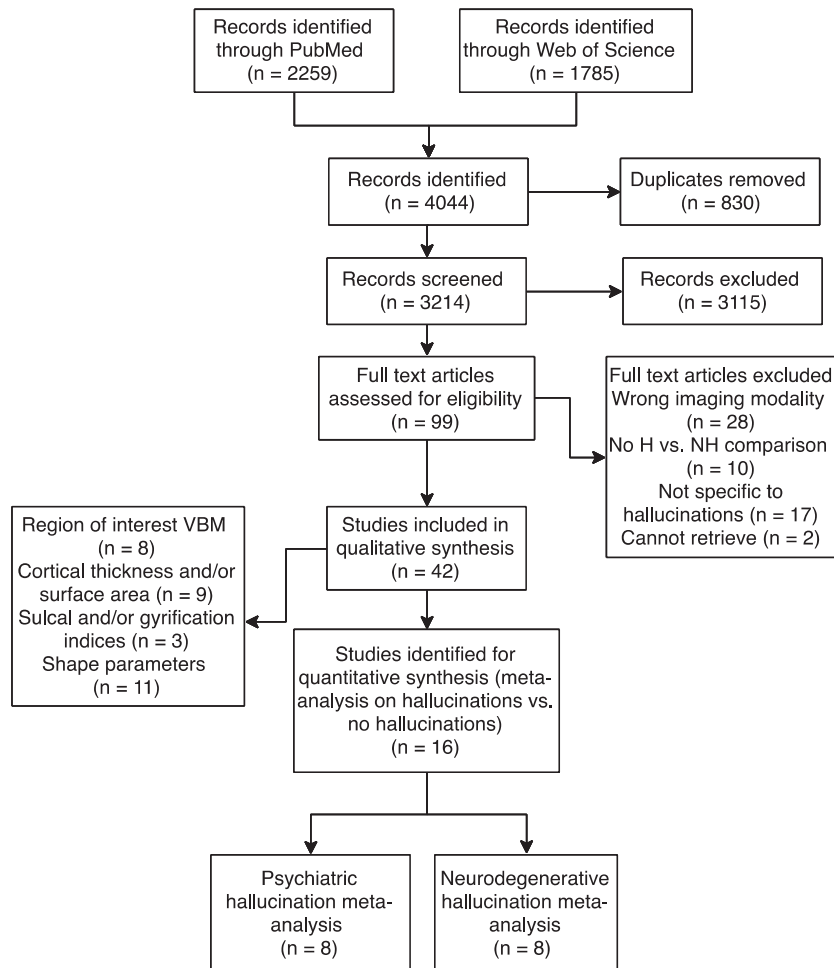 Records identified
through PubMed
(n = 2259)
Records identified
through Web of Science
(n = 1785)
Records identified
(n = 4044)
Duplicates removed
(n = 830)
Records screened
(n = 3214)
Records excluded
(n = 3115)
Full text articles
assessed for eligibility
(n = 99)
Full text articles excluded
Wrong imaging modality
(n = 28)
No H vs. NH comparison
(n = 10)
Not specific to
hallucinations (n = 17)
Cannot retrieve (n = 2)
Studies included in
qualitative synthesis
(n = 42)
Region of interest VBM
(n = 8)
Cortical thickness and/or
surface area (n = 9)
Sulcal and/or gyrification
indices (n = 3)
Shape parameters
(n = 11)
Studies identified for
quantitative synthesis (meta-
analysis on hallucinations vs.
no hallucinations)
(n = 16)
Psychiatric
hallucination meta-
analysis
(n = 8)
Neurodegenerative
hallucination meta-
analysis
(n = 8)